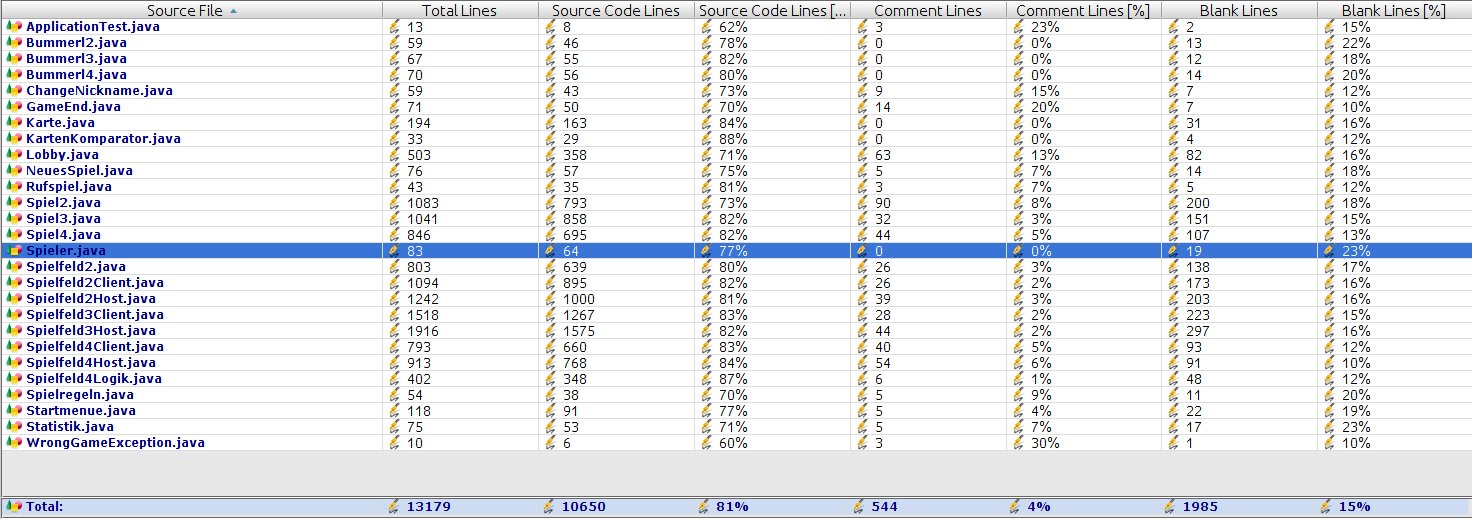 Source File Total Lines Source Code Lines Source Code Lines [... Comment Lines Comment Lines [%] Blank Lines Blank Lines [%]
ApplicationTest.java 13 8 62% 3 23% 2 15%
Bummerl2.java 59 46 78% 0 0% 13 22%
Bummerl3.java 67 55 82% 0 0% 12 18%
Bummerl4.java 70 56 80% 0 0% 14 20%
ChangeNickname.java 59 43 73% 9 15% 7 12%
GameEnd.java 71 50 70% 14 20% 7 10%
Karte.java 194 163 84% 0 0% 31 16%
KartenKomparator.java 33 29 88% 0 0% 4 12%
Lobby.java 503 358 71% 63 13% 82 16%
NeuesSpiel.java 76 57 75% 5 7% 14 18%
Rufspiel.java 43 35 81% 3 7% 5 12%
Spiel2.java 1083 793 73% 90 8% 200 18%
Spiel3.java 1041 858 82% 32 3% 151 15%
Spiel4.java 846 695 82% 44 5% 107 13%
Spieler.java 83 64 77% 0 0% 19 23%
Spielfeld2.java 803 639 80% 26 3% 138 17%
Spielfeld2Client.java 1094 895 82% 26 2% 173 16%
Spielfeld2Host.java 1242 1000 81% 39 3% 203 16%
Spielfeld3Client.java 1518 1267 83% 28 2% 223 15%
Spielfeld3Host.java 1916 1575 82% 44 2% 297 16%
Spielfeld4Client.java 793 660 83% 40 5% 93 12%
Spielfeld4Host.java 913 768 84% 54 6% 91 10%
Spielfeld4Logik.java 402 348 87% 6 1% 48 12%
Spielregeln.java 54 38 70% 5 9% 11 20%
Startmenue.java 118 91 77% 5 4% 22 19%
Statistik.java 75 53 71% 5 7% 17 23%
WrongGameException.java 10 6 60% 3 30% 1 10%
Total: 13179 10650 81% 544 4% 1985 15%